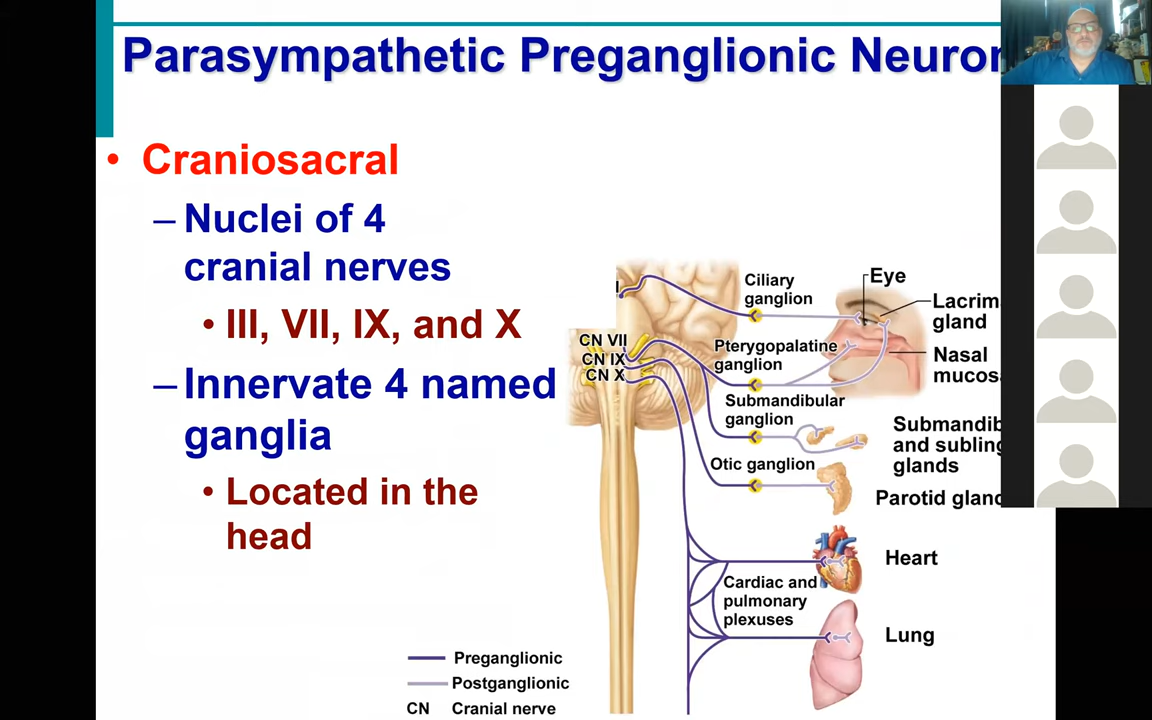 Parasympathetic Preganglionic Neuron
• Craniosacral
– Nuclei of 4
cranial nerves
• III, VII, IX, and X
– Innervate 4 named
ganglia
• Located in the
head
CN VII
CN IX
CN X
Ciliary
ganglion
Pterygopalatine
ganglion
Submandibular
ganglion
Otic ganglion
Cardiac and
pulmonary
plexuses
Eye
Lacrim
gland
Nasal
mucos
Submandib
and subling
glands
Parotid gland
Heart
Lung
Preganglionic
Postganglionic
CN Cranial nerve